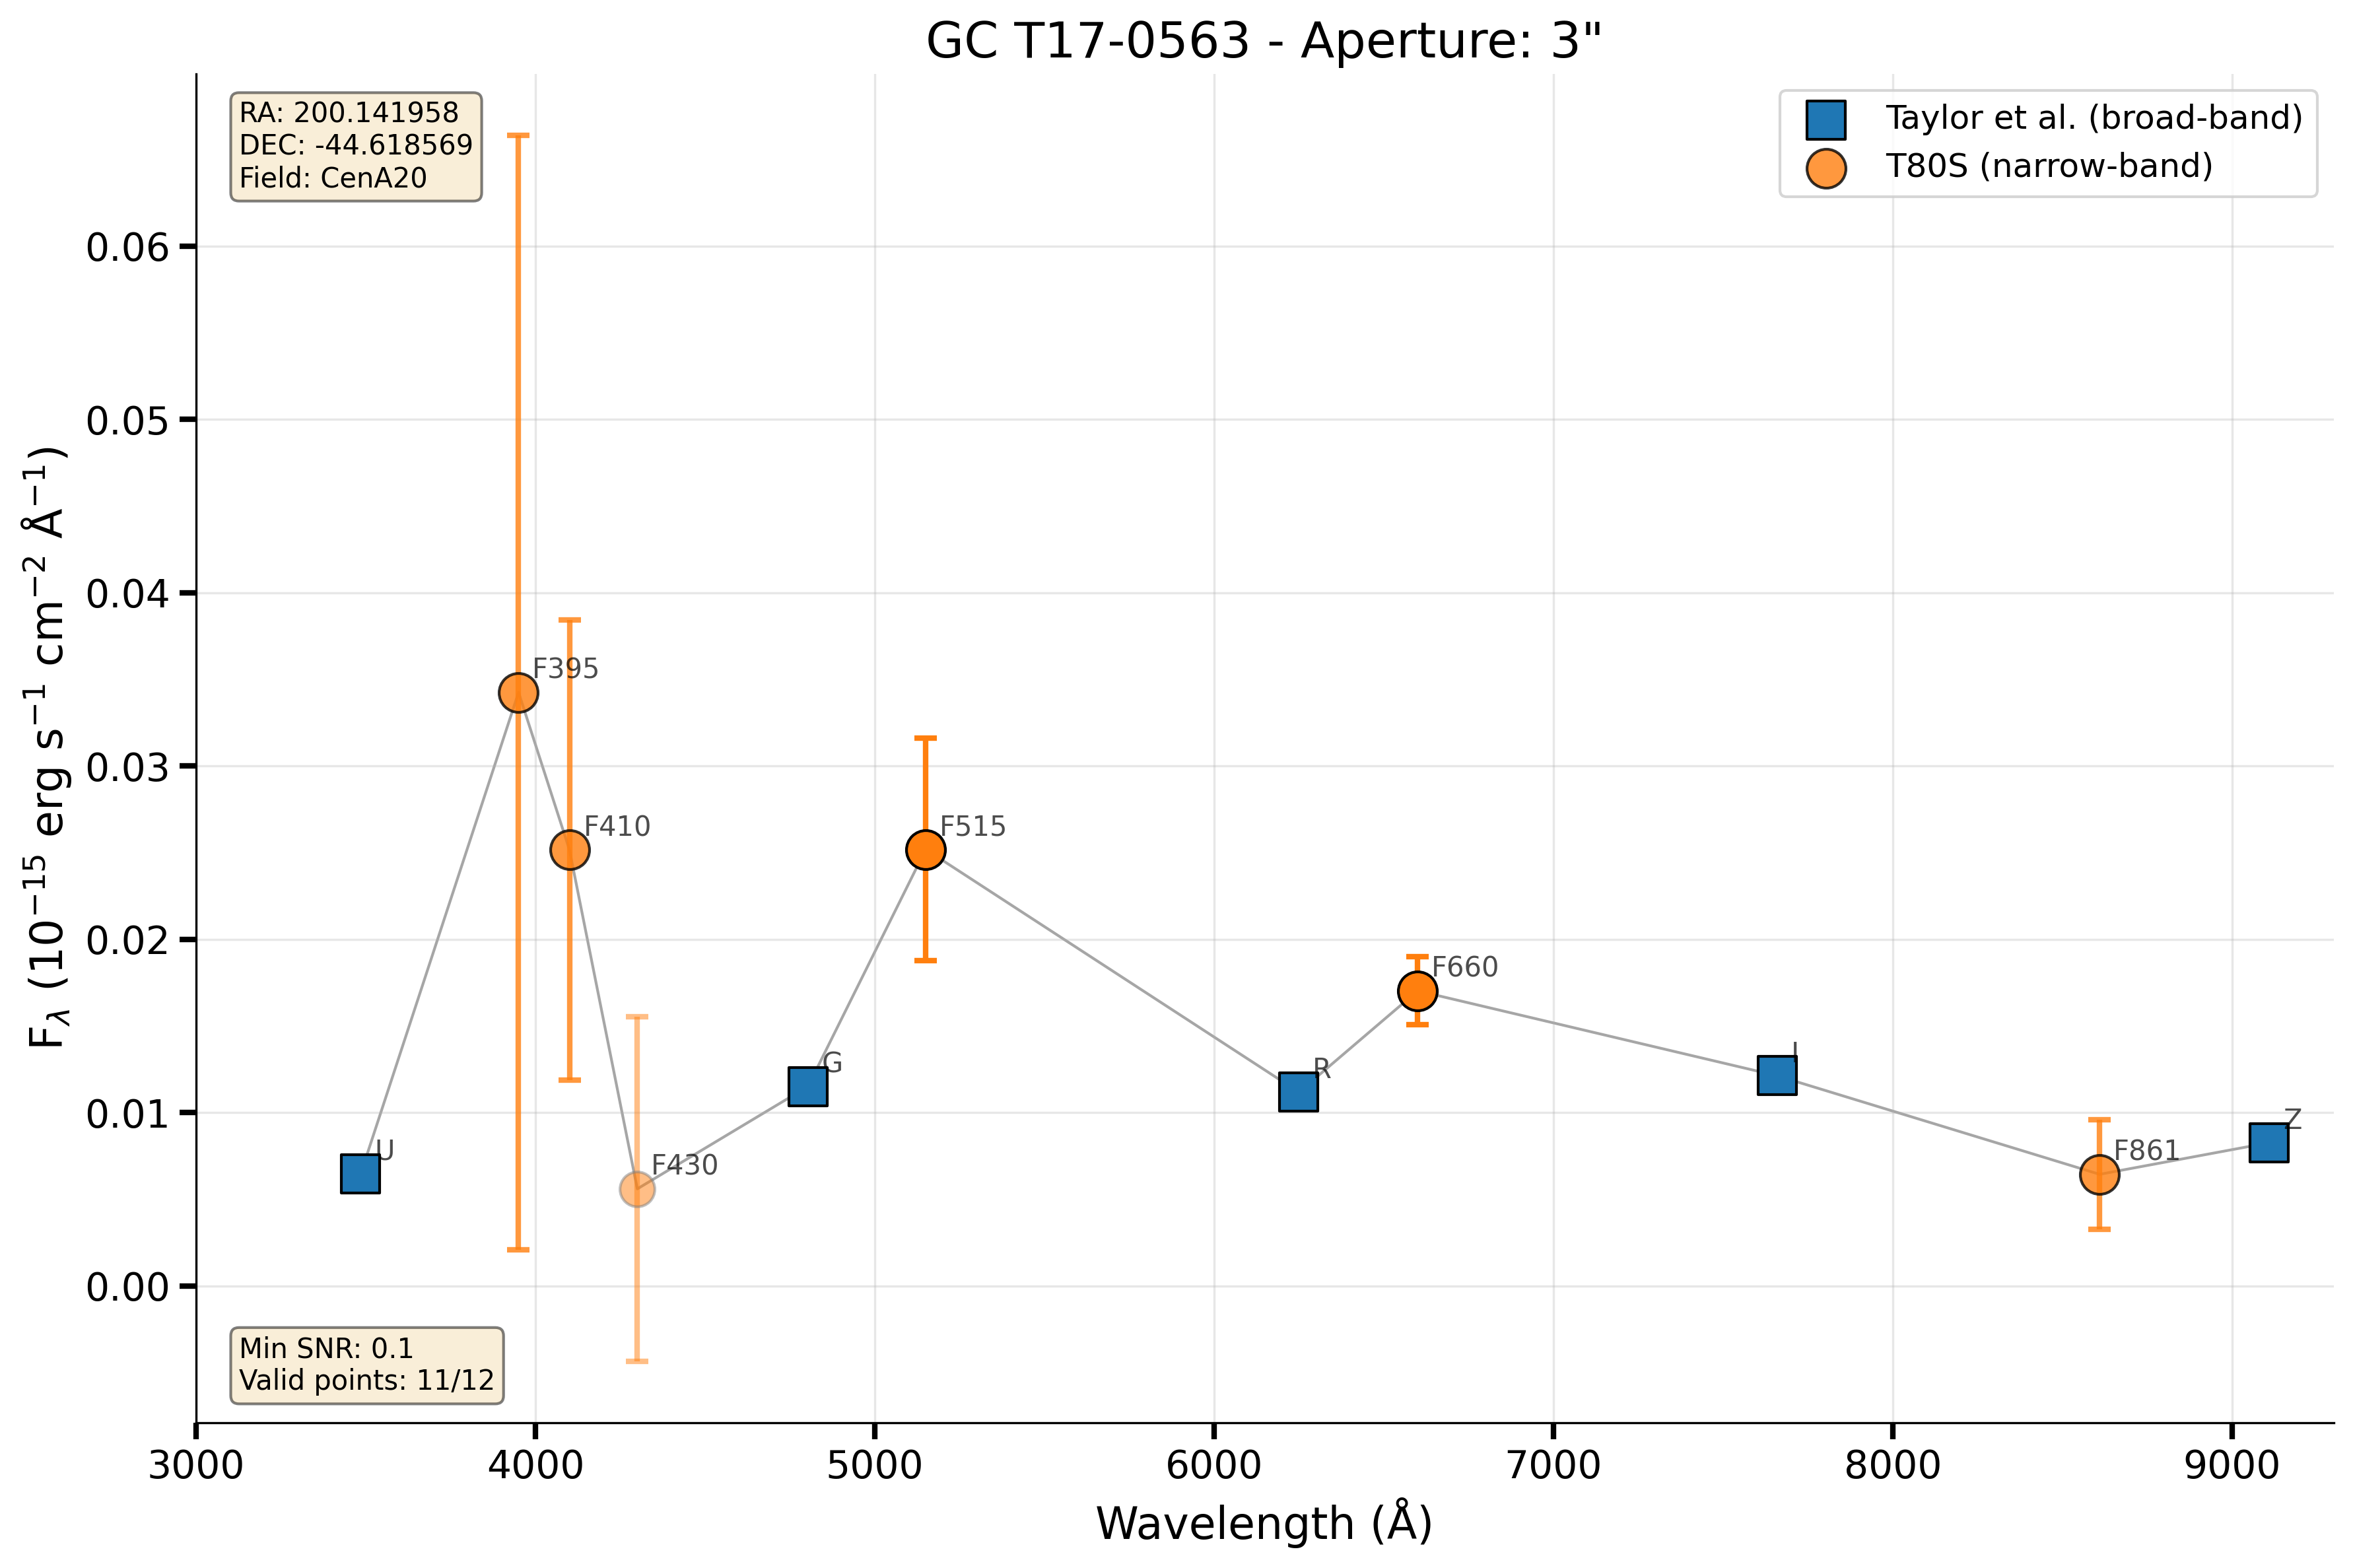 GC T17-0563 - Aperture: 3"
RA: 200.141958
DEC: -44.618569
Field: CenA20
Taylor et al. (broad-band)
T80S (narrow-band)
F_λ (10⁻¹⁵ erg s⁻¹ cm⁻² Å⁻¹)
0.06
0.05
0.04
0.03
0.02
0.01
0.00
U
F395
F410
F430
G
F515
R
F660
I
F861
Z
Min SNR: 0.1
Valid points: 11/12
3000 4000 5000 6000 7000 8000 9000
Wavelength (Å)